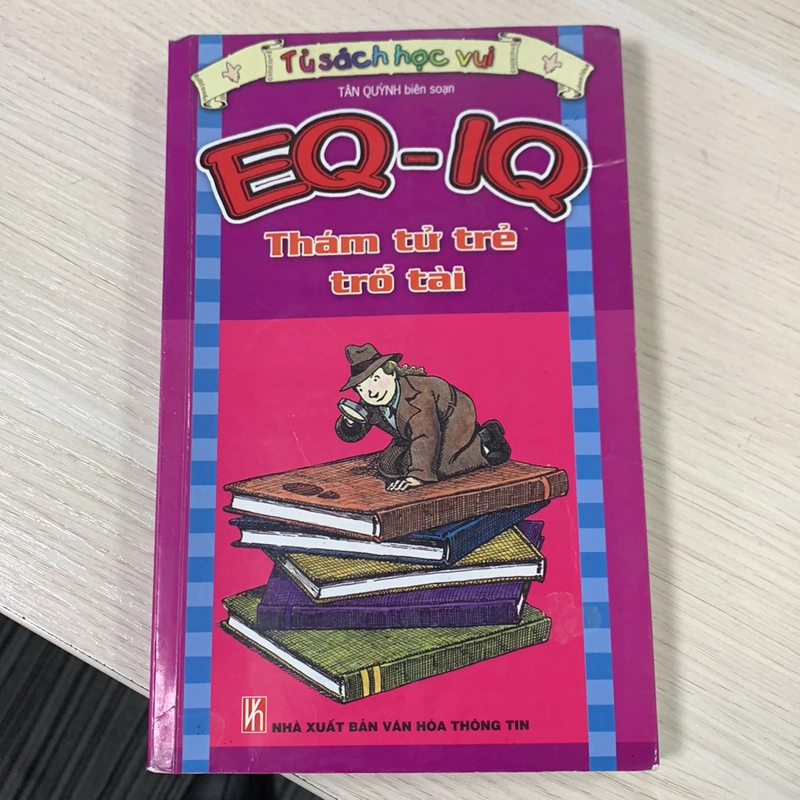 Tủ sách học vui
TÂN QUỲNH biên soạn
EQ-IQ
Thám tử trẻ
trổ tài
NHÀ XUẤT BẢN VĂN HÓA THÔNG TIN